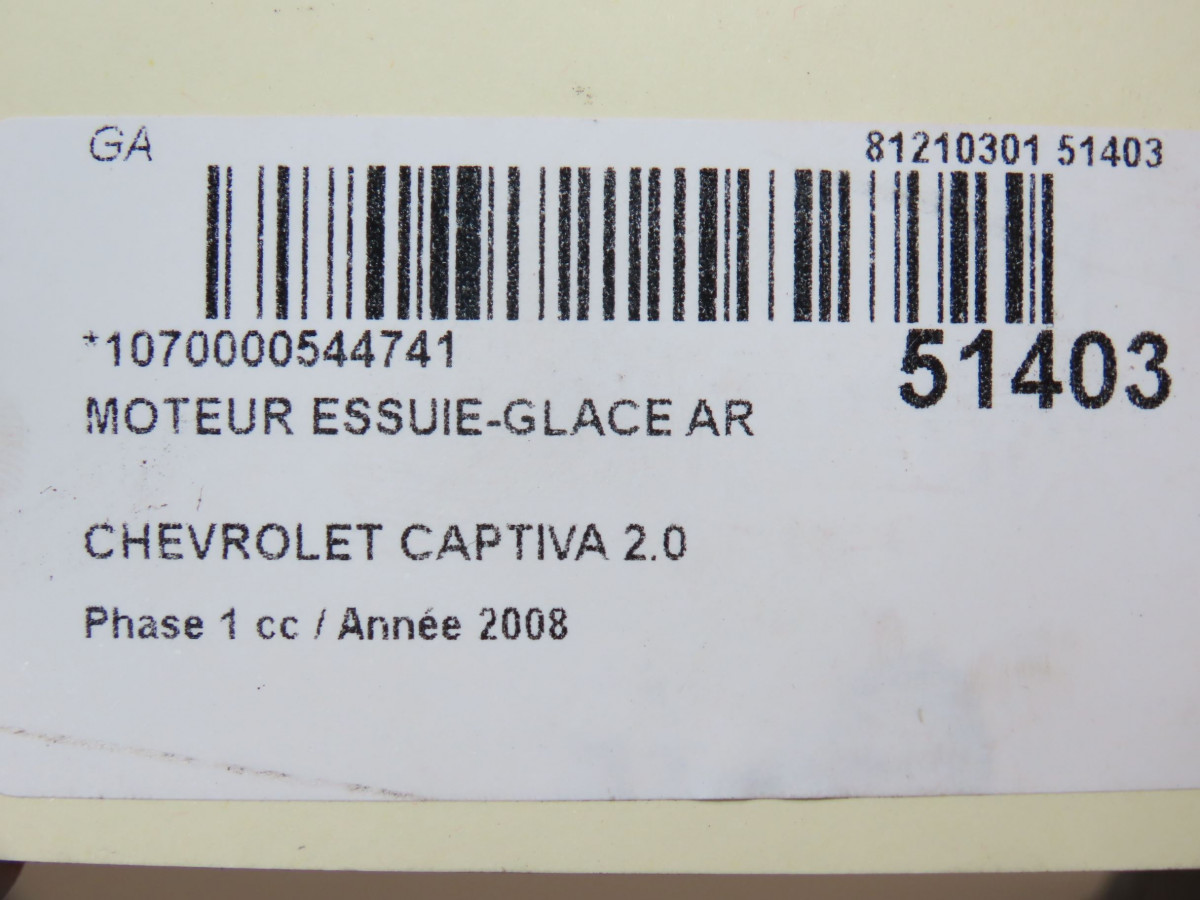 GA
81210301 51403
*1070000544741
51403
MOTEUR ESSUIE-GLACE AR
CHEVROLET CAPTIVA 2.0
Phase 1 cc / Année 2008